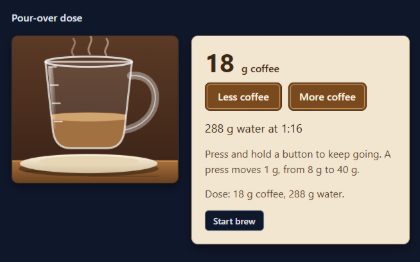 Pour-over dose
18 g coffee
Less coffee
More coffee
288 g water at 1:16
Press and hold a button to keep going. A
press moves 1 g, from 8 g to 40 g.
Dose: 18 g coffee, 288 g water.
Start brew